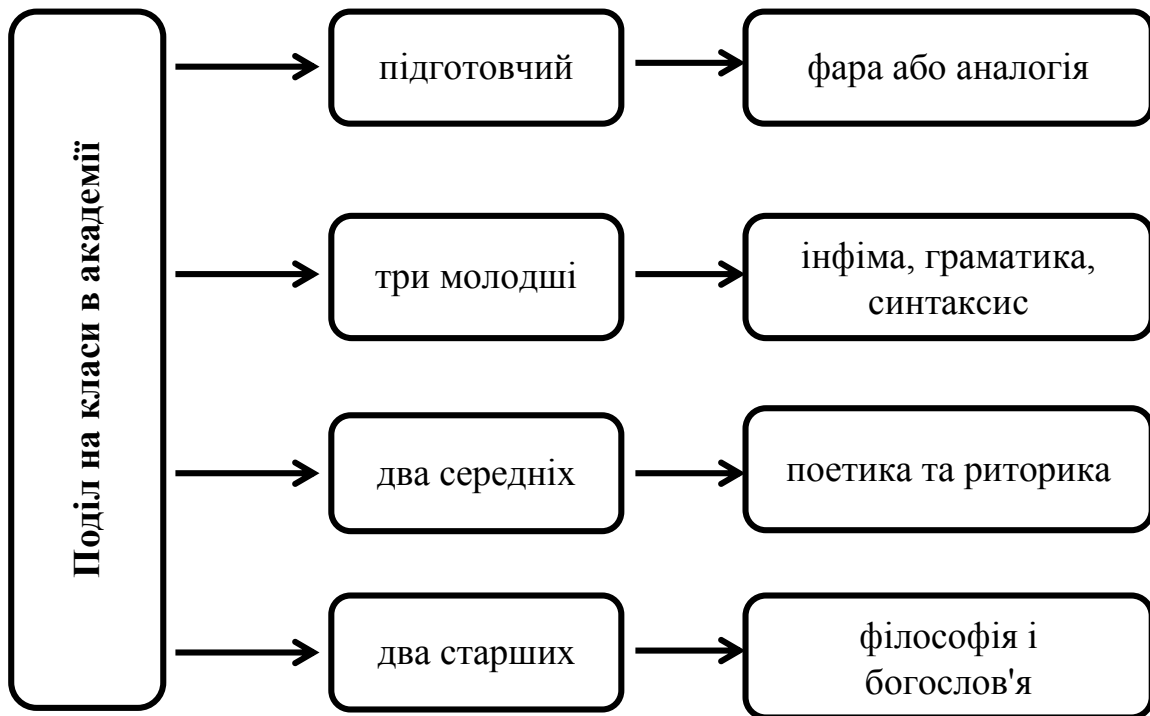 Поділ на класи в академії
підготовчий
фара або аналогія
три молодші
інфіма, граматика,
синтаксис
два середніх
поетика та риторика
два старших
філософія і
богослов'я